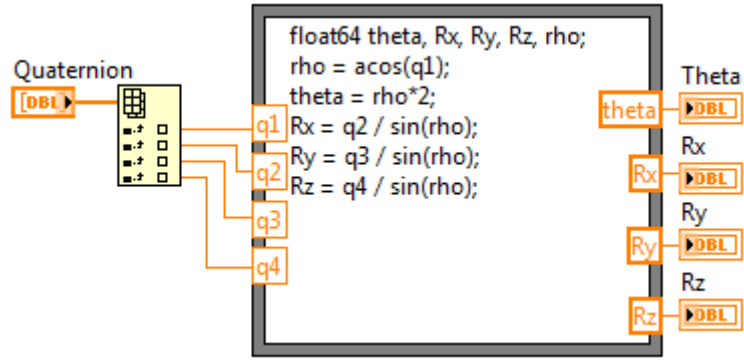 Quaternion
[DBL]
float64 theta, Rx, Ry, Rz, rho;
rho = acos(q1);
theta = rho*2;
Rx = q2 / sin(rho);
Ry = q3 / sin(rho);
Rz = q4 / sin(rho);
q1
q2
q3
q4
theta
Rx
Ry
Rz
Theta
DBL
Rx
DBL
Ry
DBL
Rz
DBL